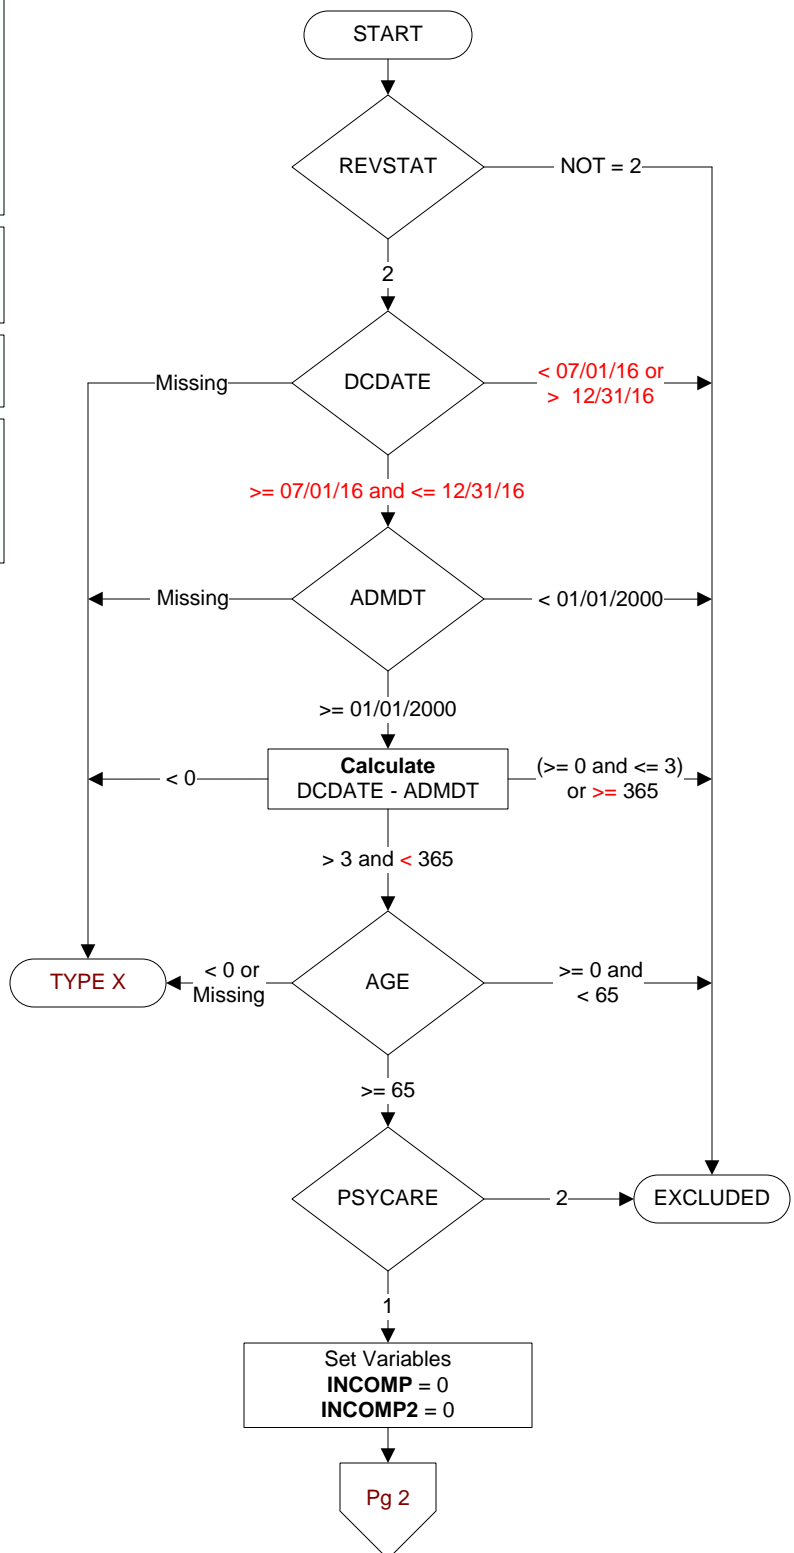 START
REVSTAT
NOT = 2
2
Missing
DCDATE
< 07/01/16 or
> 12/31/16
>= 07/01/16 and <= 12/31/16
Missing
ADMDT
< 01/01/2000
>= 01/01/2000
< 0
Calculate
DCDATE - ADMDT
(>= 0 and <= 3)
or >= 365
> 3 and < 365
TYPE X
< 0 or
Missing
AGE
>= 0 and
< 65
>= 65
PSYCARE
2
EXCLUDED
1
Set Variables
INCOMP = 0
INCOMP2 = 0
Pg 2